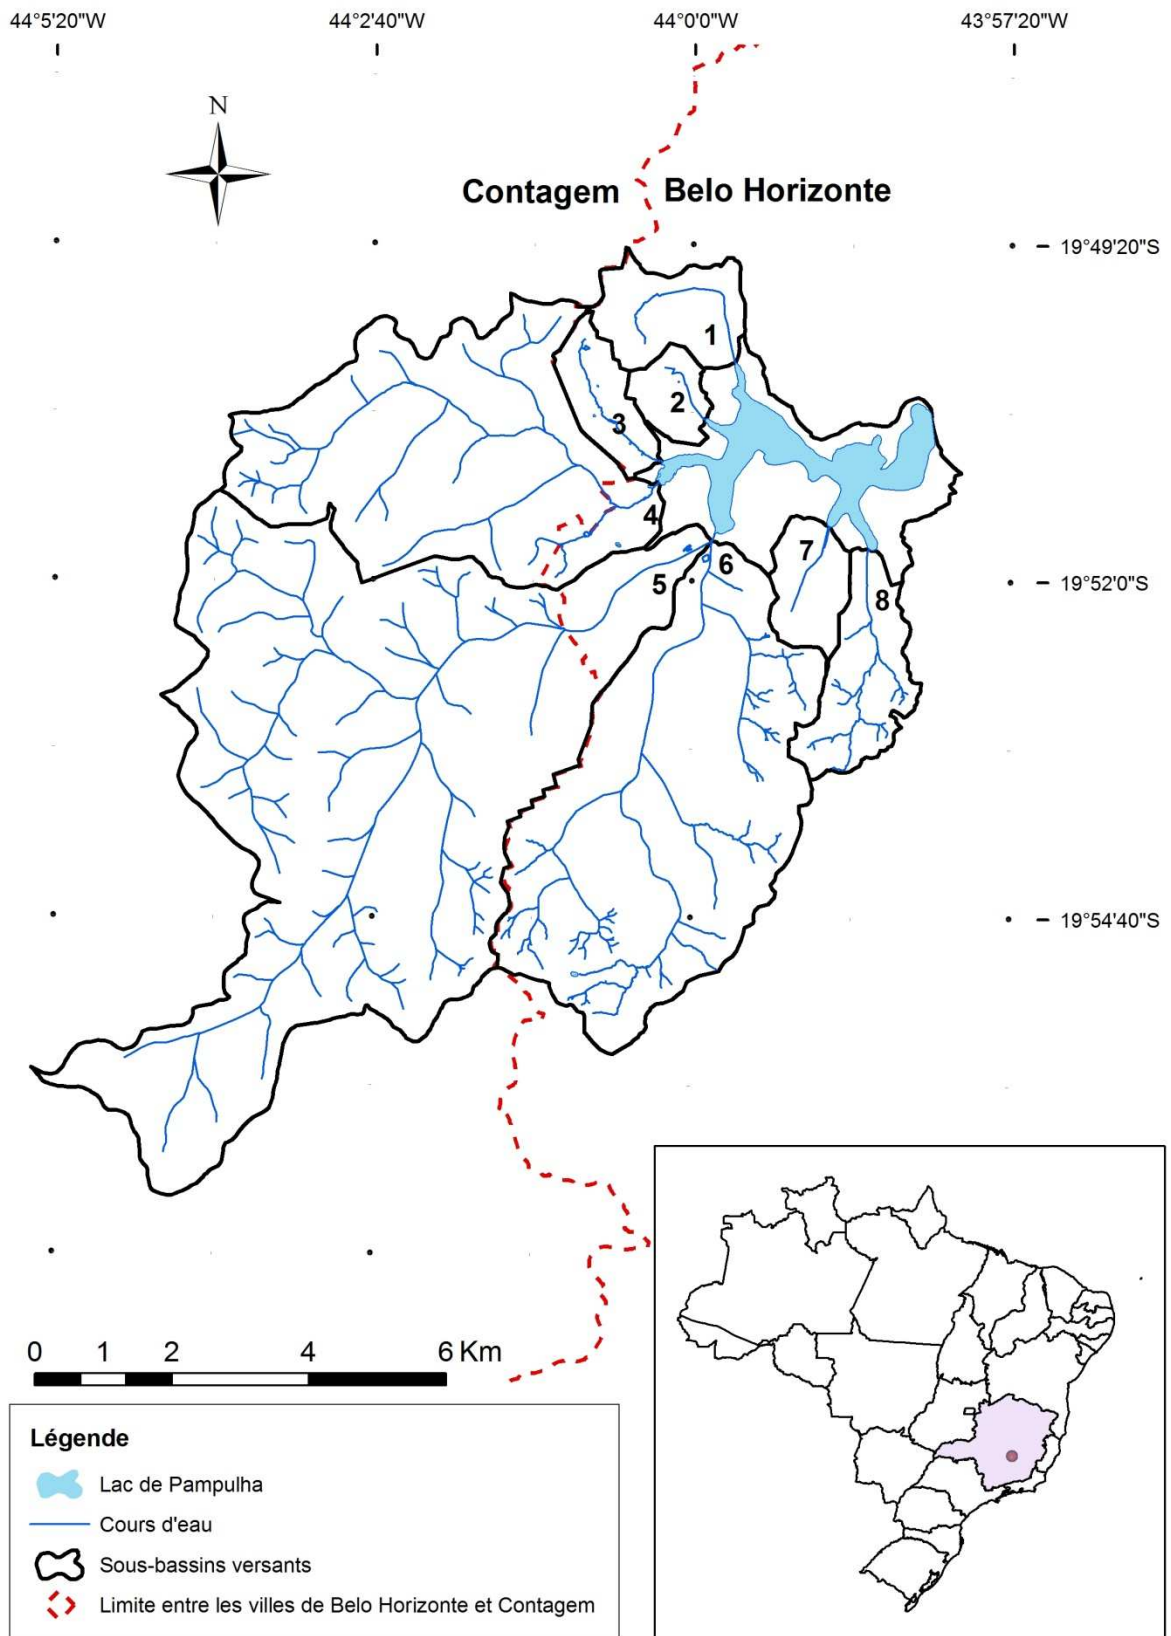 44°5'20"W 44°2'40"W 44°0'0"W 43°57'20"W
N
Contagem Belo Horizonte
19°49'20"S
1
2
3
4
5
6
7
8
19°52'0"S
19°54'40"S
0 1 2 4 6 Km
Légende
Lac de Pampulha
Cours d'eau
Sous-bassins versants
Limite entre les villes de Belo Horizonte et Contagem